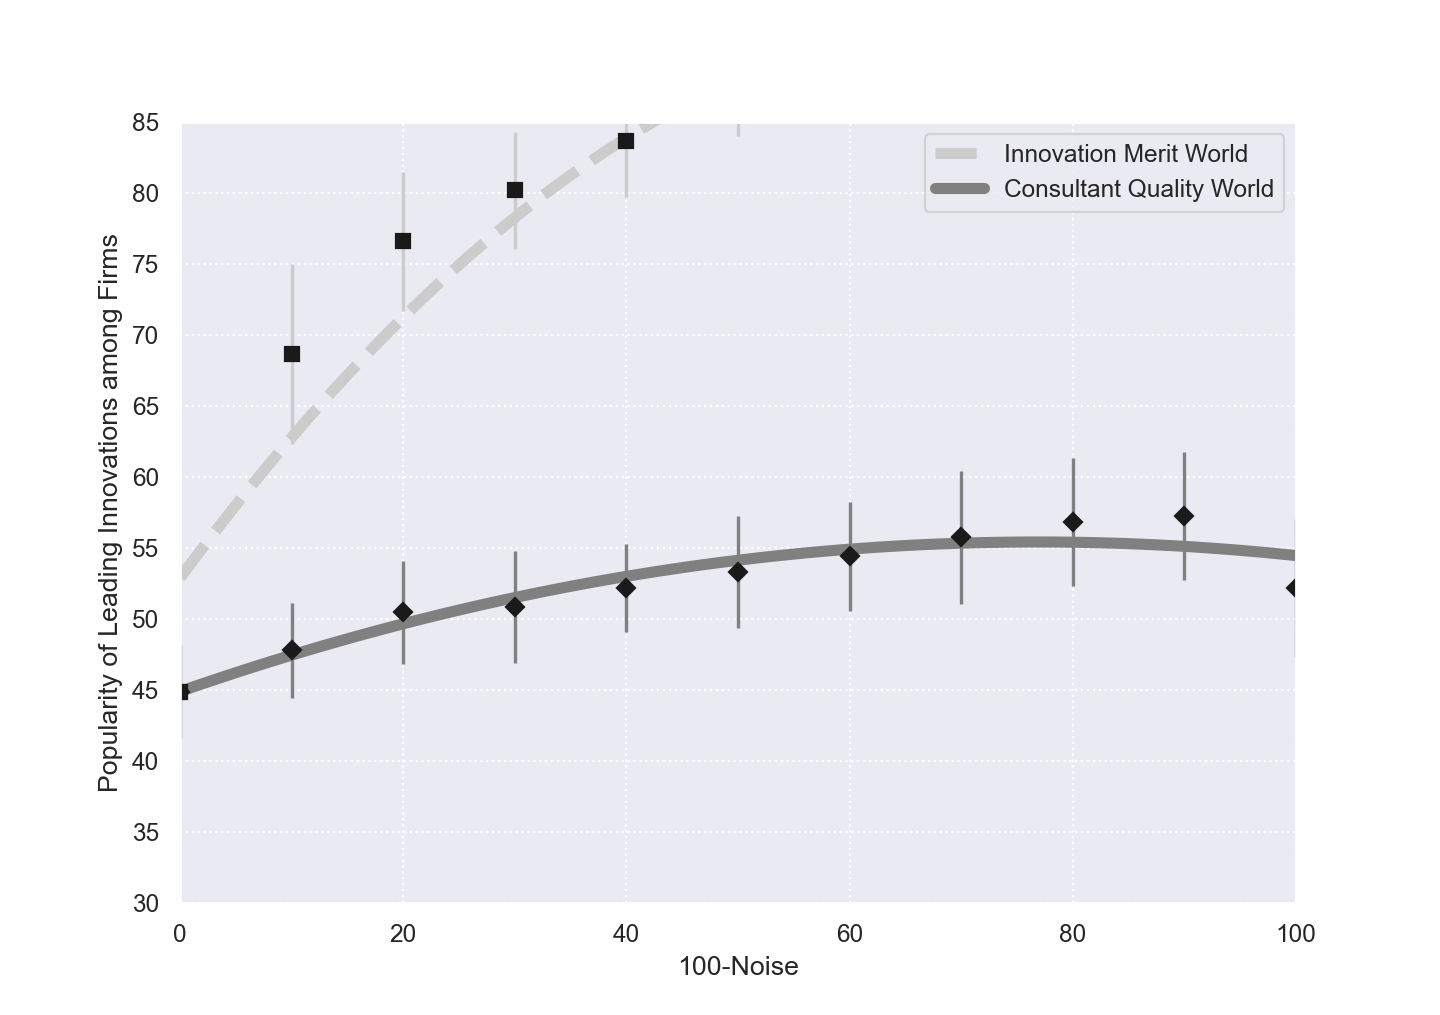 85
80
75
70
65
60
55
50
45
40
35
30
Popularity of Leading Innovations among Firms
Innovation Merit World
Consultant Quality World
0 20 40 60 80 100
100-Noise